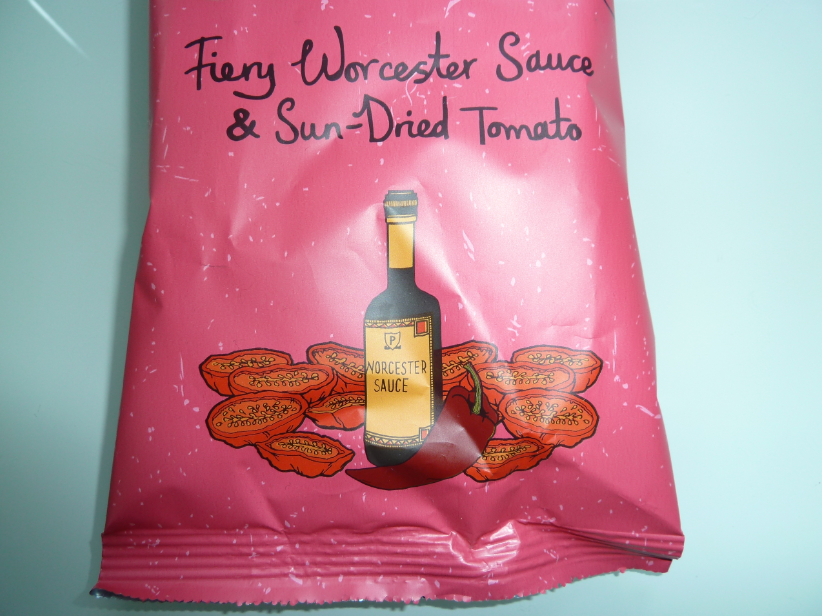 Fiery Worcester Sauce
& Sun-Dried Tomato
P
WORCESTER
SAUCE